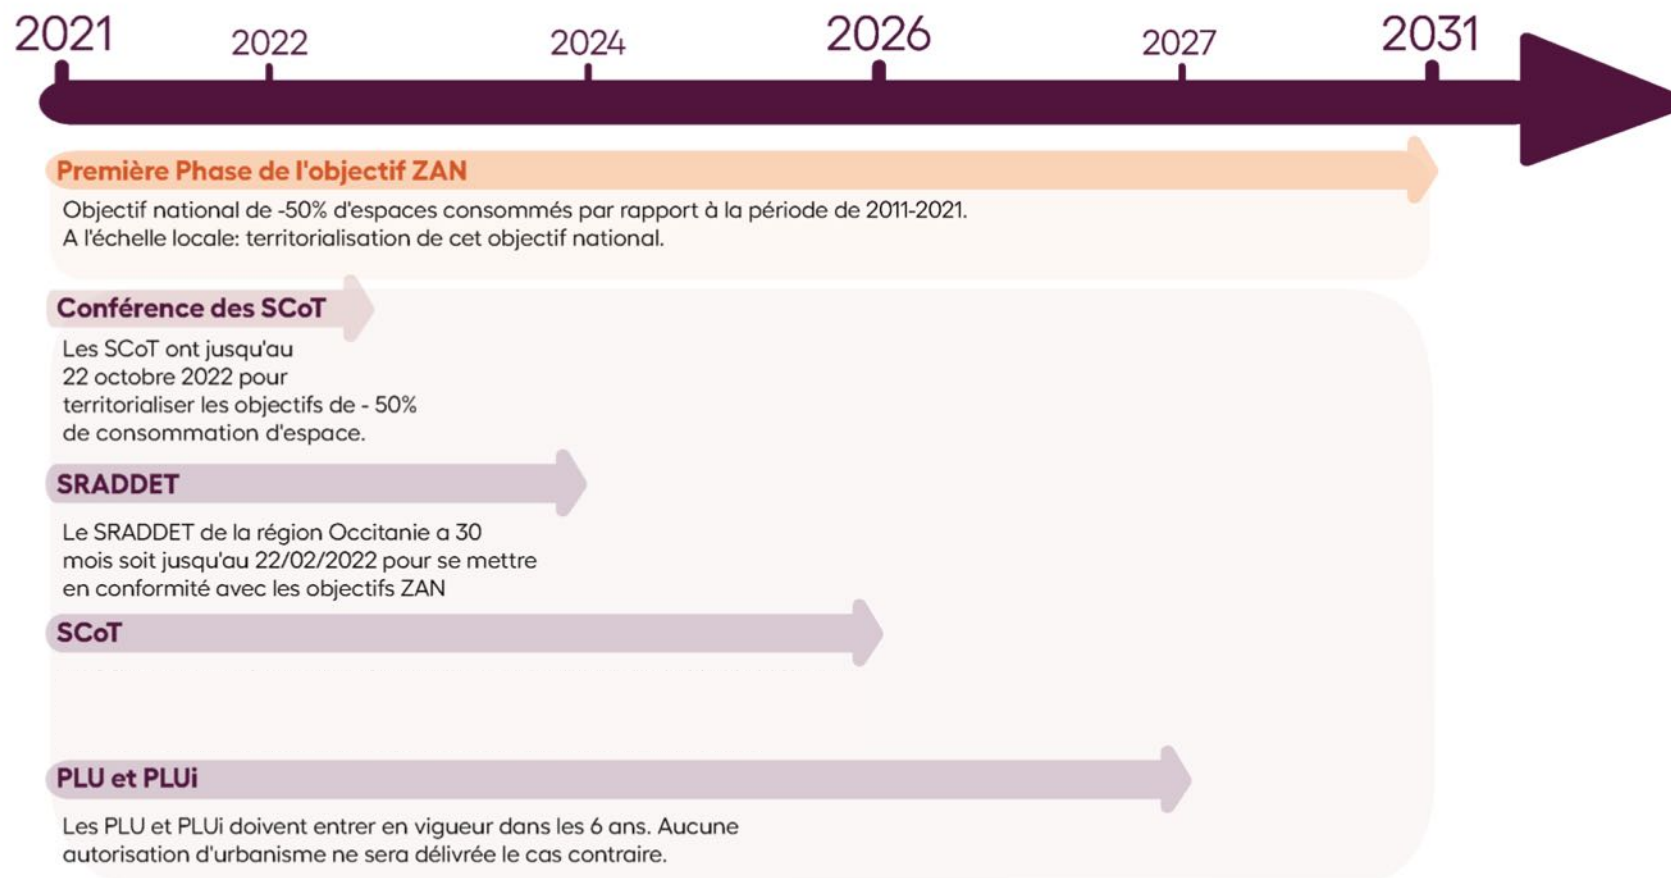 2021 2022 2024 2026 2027 2031
Première Phase de l'objectif ZAN
Objectif national de -50% d'espaces consommés par rapport à la période de 2011-2021.
A l'échelle locale: territorialisation de cet objectif national.
Conférence des SCoT
Les SCoT ont jusqu'au
22 octobre 2022 pour
territorialiser les objectifs de - 50%
de consommation d'espace.
SRADDET
Le SRADDET de la région Occitanie a 30
mois soit jusqu'au 22/02/2022 pour se mettre
en conformité avec les objectifs ZAN
SCoT
PLU et PLUi
Les PLU et PLUi doivent entrer en vigueur dans les 6 ans. Aucune
autorisation d'urbanisme ne sera délivrée le cas contraire.